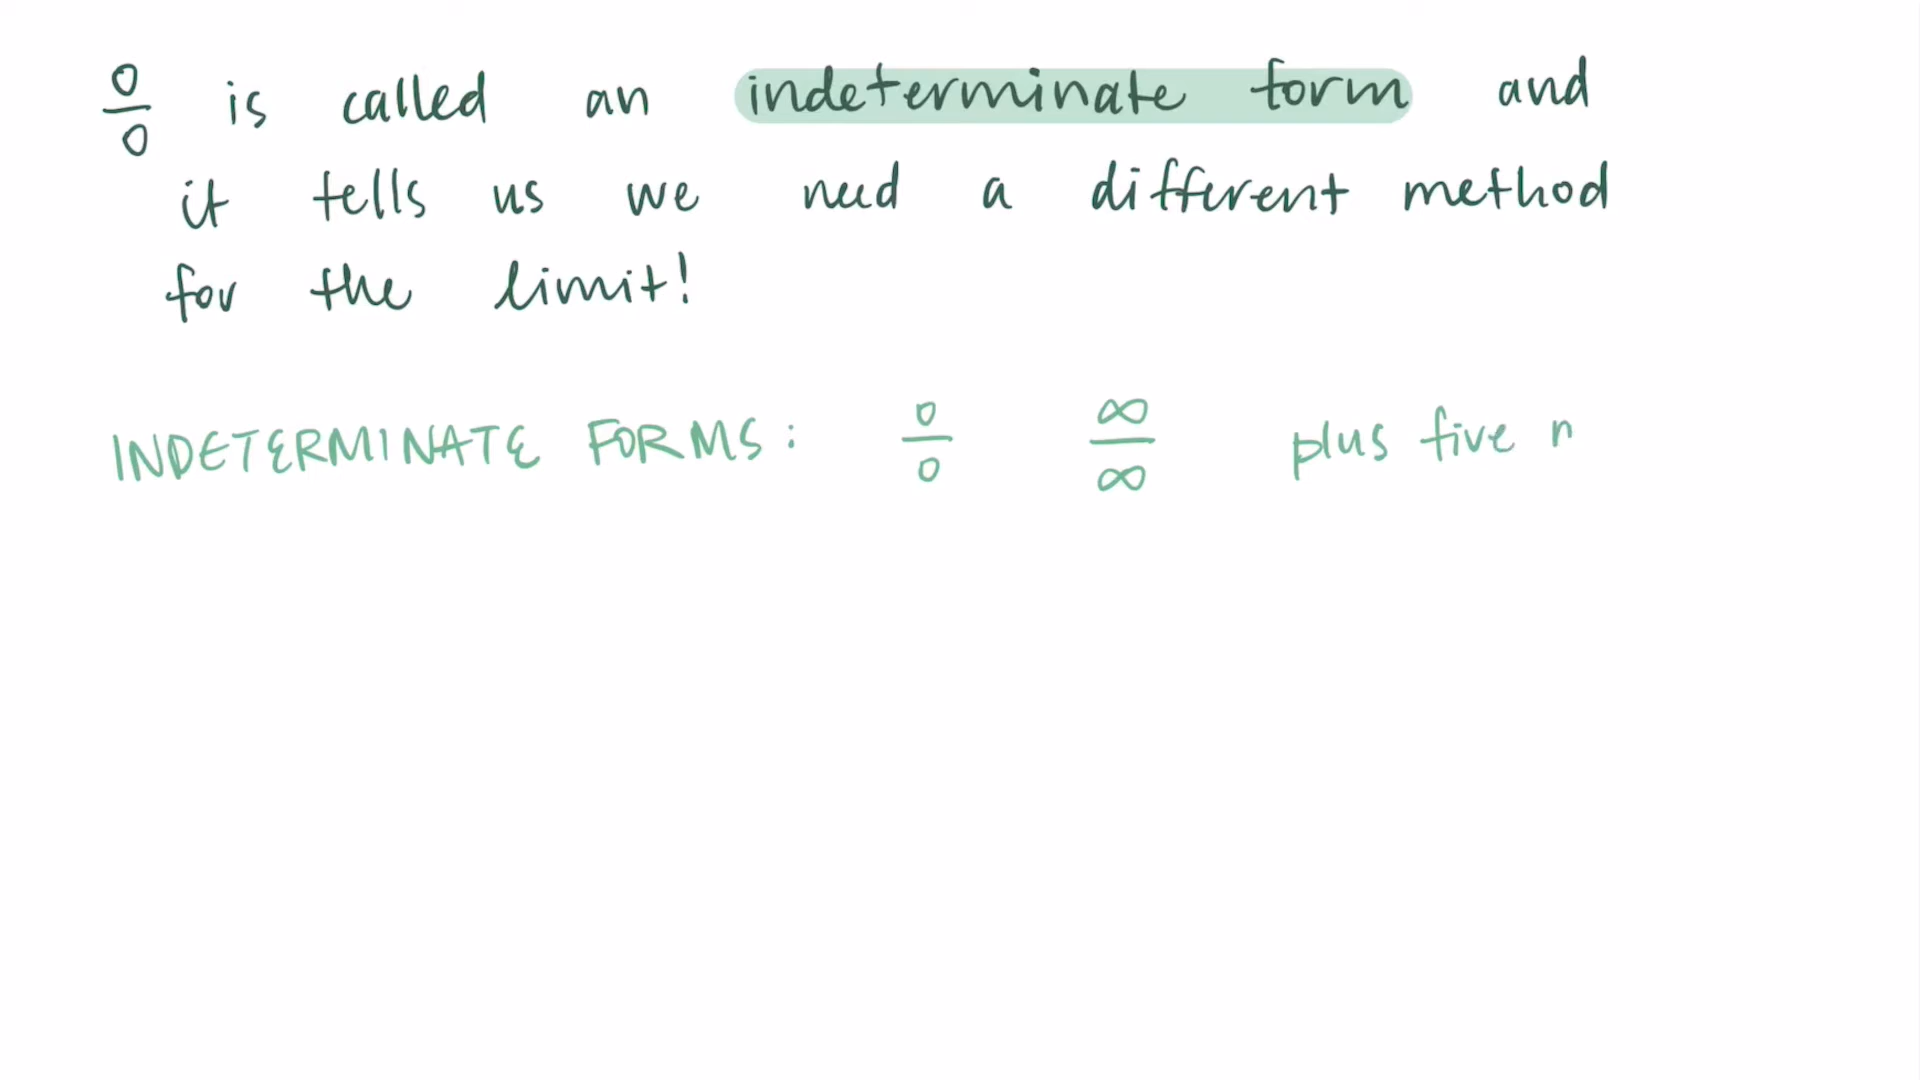 0/0 is called an indeterminate form and
it tells us we need a different method
for the limit!
INDETERMINATE FORMS: 0/0 ∞/∞ plus five